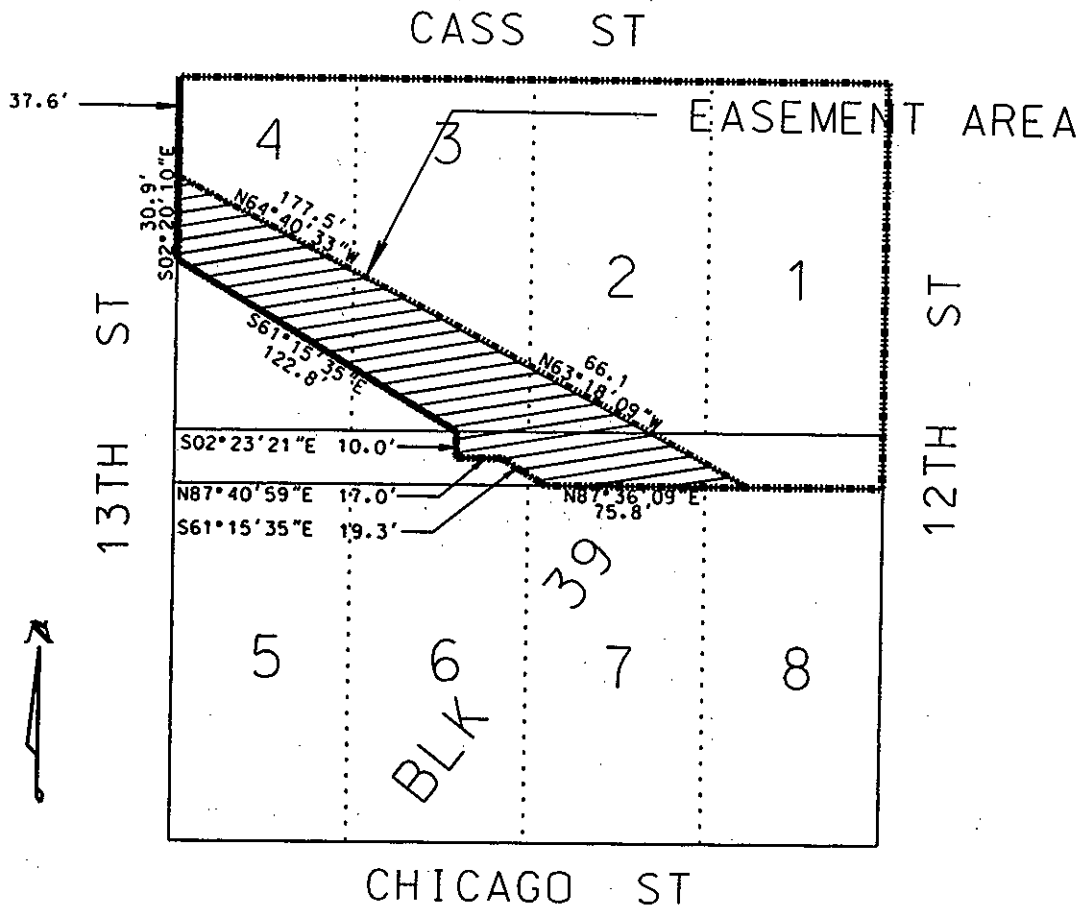 CASS ST
37.6'
EASEMENT AREA
4
3
2
1
30.9'
S02°20'10"E
177.5'
N64°40'33"W
S61°15'35"E
122.8'
66.1
N63°18'09"W
13TH ST
12TH ST
S02°23'21"E 10.0'
N87°40'59"E 17.0'
S61°15'35"E 19.3'
N87°36'09"E
75.8'
BLK 39
5
6
7
8
N
CHICAGO ST